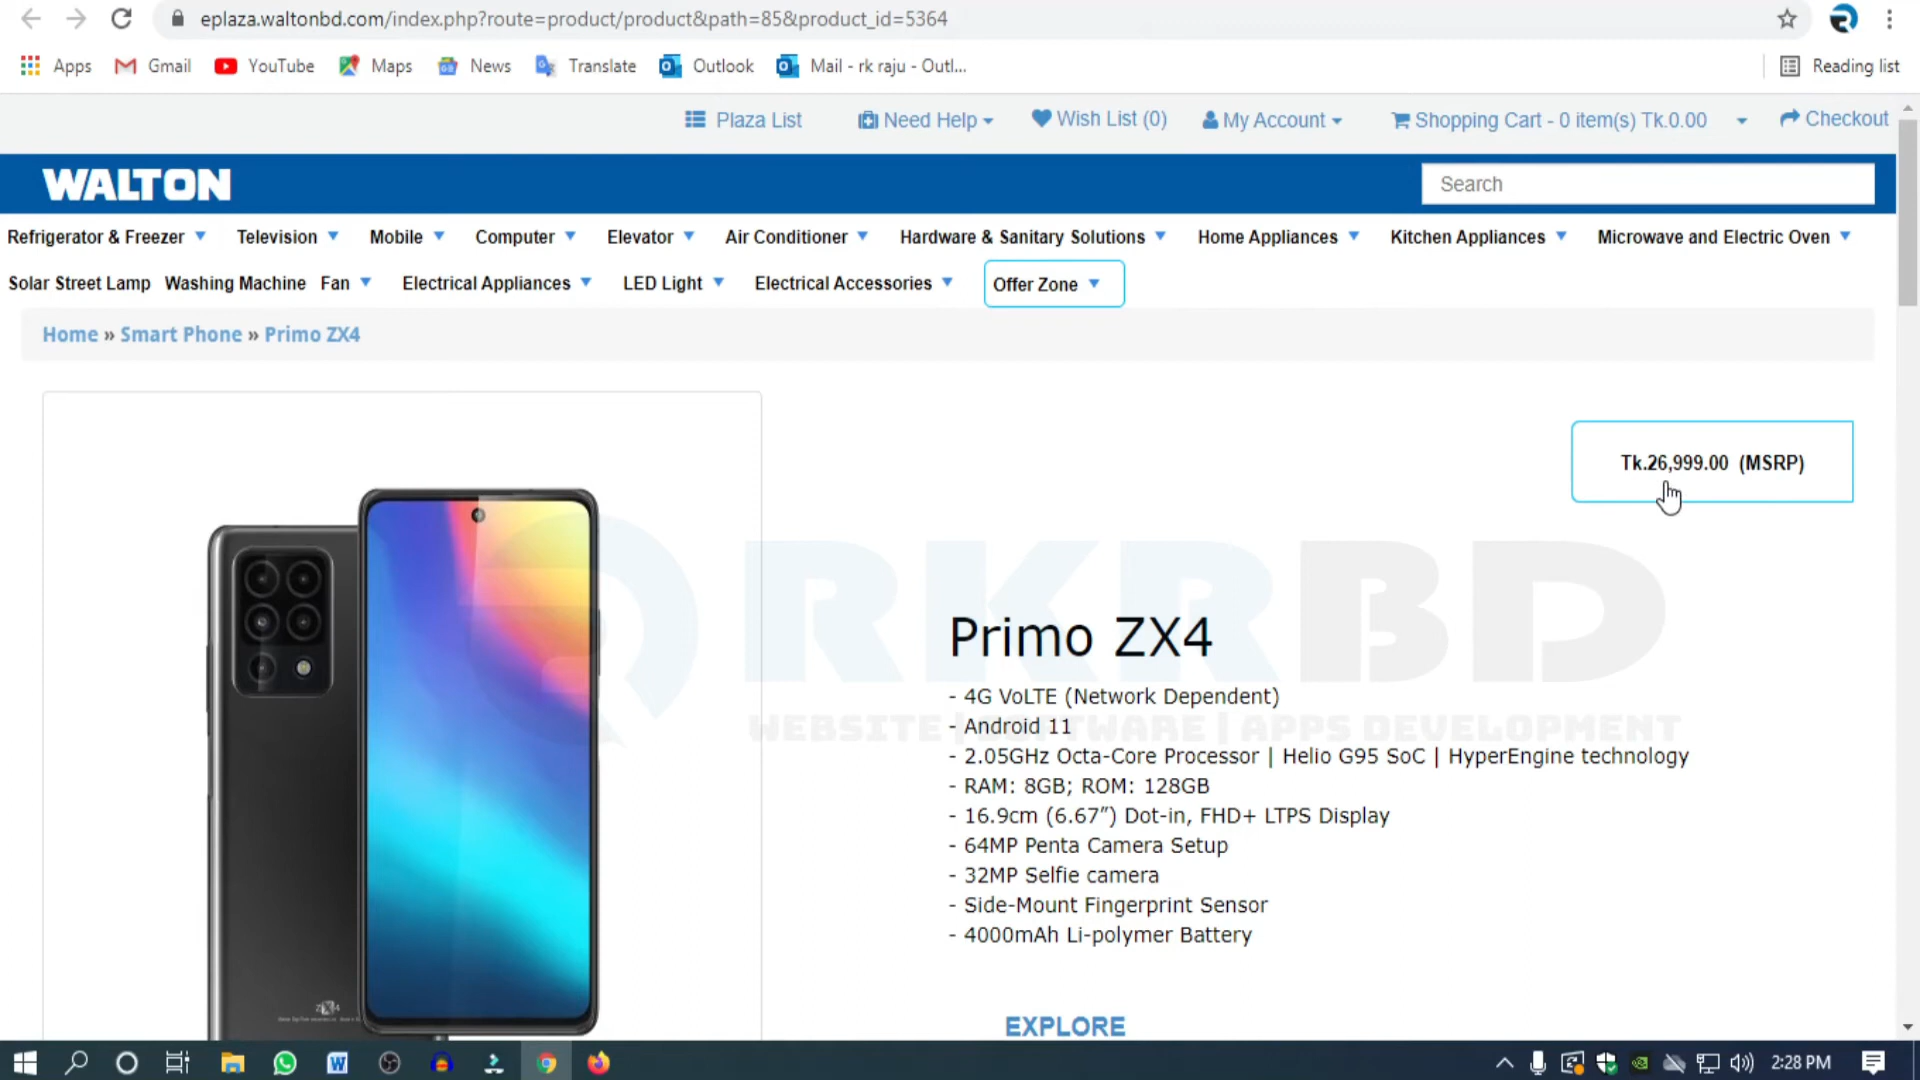 eplaza.waltonbd.com/index.php?route=product/product&path=85&product_id=5364
Apps Gmail YouTube Maps News Translate Outlook Mail - rk raju - Outl... Reading list
Plaza List Need Help Wish List (0) My Account Shopping Cart - 0 item(s) Tk.0.00 Checkout
WALTON Search
Refrigerator & Freezer Television Mobile Computer Elevator Air Conditioner Hardware & Sanitary Solutions Home Appliances Kitchen Appliances Microwave and Electric Oven
Solar Street Lamp Washing Machine Fan Electrical Appliances LED Light Electrical Accessories Offer Zone
Home » Smart Phone » Primo ZX4
Tk.26,999.00 (MSRP)
RKRBD
WEBSITE | SOFTWARE | APPS DEVELOPMENT
Primo ZX4
- 4G VoLTE (Network Dependent)
- Android 11
- 2.05GHz Octa-Core Processor | Helio G95 SoC | HyperEngine technology
- RAM: 8GB; ROM: 128GB
- 16.9cm (6.67”) Dot-in, FHD+ LTPS Display
- 64MP Penta Camera Setup
- 32MP Selfie camera
- Side-Mount Fingerprint Sensor
- 4000mAh Li-polymer Battery
ZX4
EXPLORE
2:28 PM